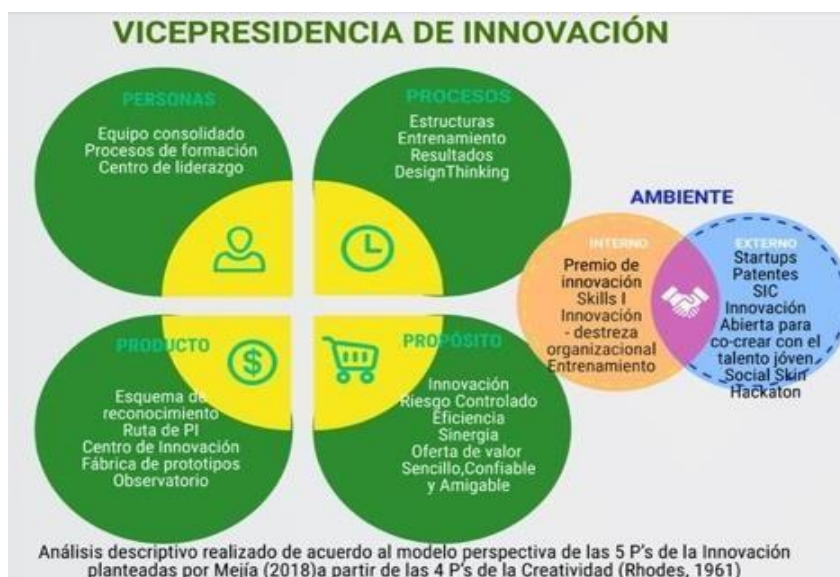 VICEPRESIDENCIA DE INNOVACIÓN
PERSONAS
Equipo consolidado
Procesos de formación
Centro de liderazgo
PROCESOS
Estructuras
Entrenamiento
Resultados
DesignThinking
PRODUCTO
Esquema de
reconocimiento
Ruta de PI
Centro de Innovación
Fábrica de prototipos
Observatorio
PROPÓSITO
Innovación
Riesgo Controlado
Eficiencia
Sinergia
Oferta de valor
Sencillo,Confiable
y Amigable
AMBIENTE
INTERNO
Premio de
innovación
Skills I
Innovación
- destreza
organizacional
Entrenamiento
EXTERNO
Startups
Patentes
SIC
Innovación
Abierta para
co-crear con el
talento jóven
Social Skin
Hackaton
Análisis descriptivo realizado de acuerdo al modelo perspectiva de las 5 P's de la Innovación
planteadas por Mejía (2018)a partir de las 4 P's de la Creatividad (Rhodes, 1961)